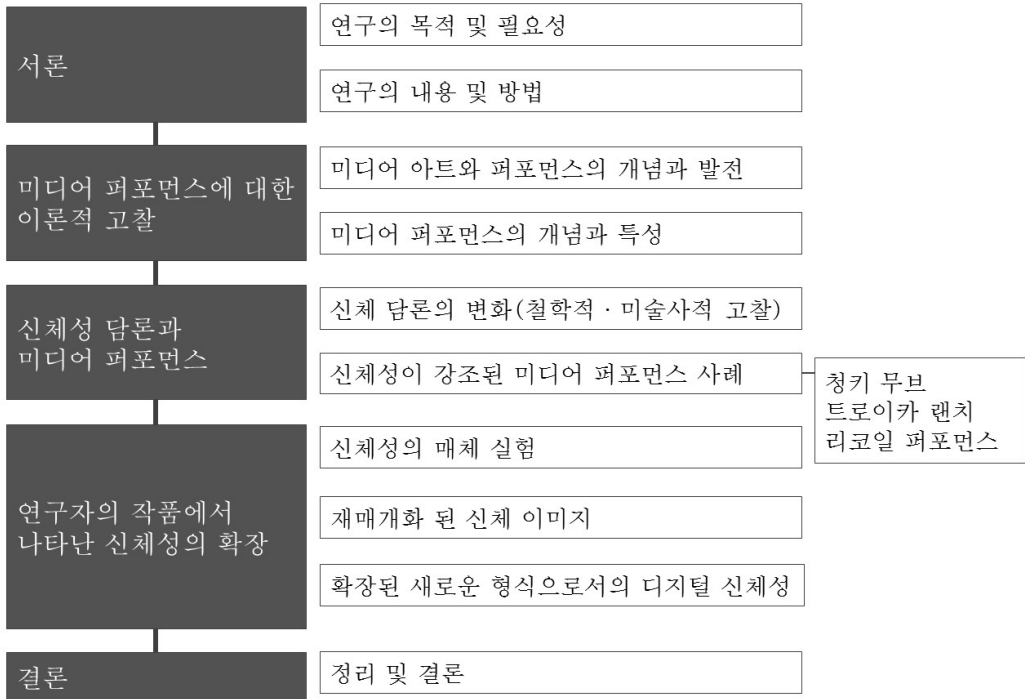 서론
연구의 목적 및 필요성
연구의 내용 및 방법
미디어 퍼포먼스에 대한
이론적 고찰
미디어 아트와 퍼포먼스의 개념과 발전
미디어 퍼포먼스의 개념과 특성
신체성 담론과
미디어 퍼포먼스
신체 담론의 변화(철학적 · 미술사적 고찰)
신체성이 강조된 미디어 퍼포먼스 사례
청키 무브
트로이카 랜치
리코일 퍼포먼스
연구자의 작품에서
나타난 신체성의 확장
신체성의 매체 실험
재매개화 된 신체 이미지
확장된 새로운 형식으로서의 디지털 신체성
결론
정리 및 결론